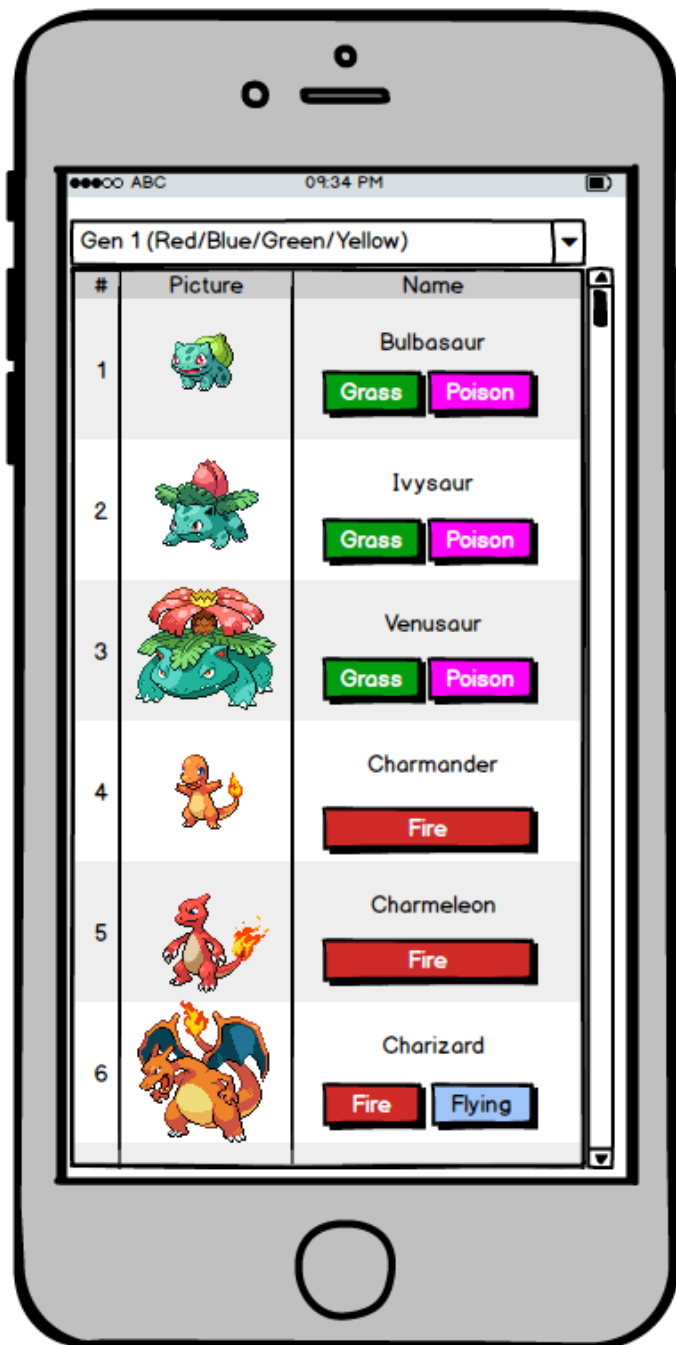 ABC 09:34 PM
Gen 1 (Red/Blue/Green/Yellow)
# Picture Name
Bulbasaur
1
Grass Poison
Ivysaur
2
Grass Poison
Venusaur
3
Grass Poison
Charmander
4
Fire
Charmeleon
5
Fire
Charizard
6
Fire Flying